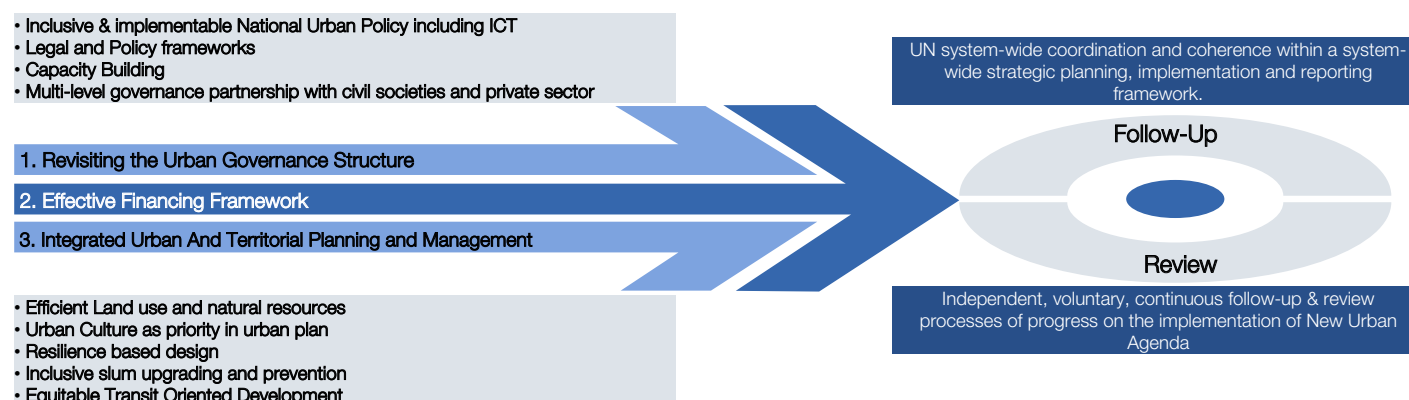 • Inclusive & implementable National Urban Policy including ICT
• Legal and Policy frameworks
• Capacity Building
• Multi-level governance partnership with civil societies and private sector
1. Revisiting the Urban Governance Structure
2. Effective Financing Framework
3. Integrated Urban And Territorial Planning and Management
• Efficient Land use and natural resources
• Urban Culture as priority in urban plan
• Resilience based design
• Inclusive slum upgrading and prevention
• Equitable Transit Oriented Development
UN system-wide coordination and coherence within a system-
wide strategic planning, implementation and reporting
framework.
Follow-Up
Review
Independent, voluntary, continuous follow-up & review
processes of progress on the implementation of New Urban
Agenda